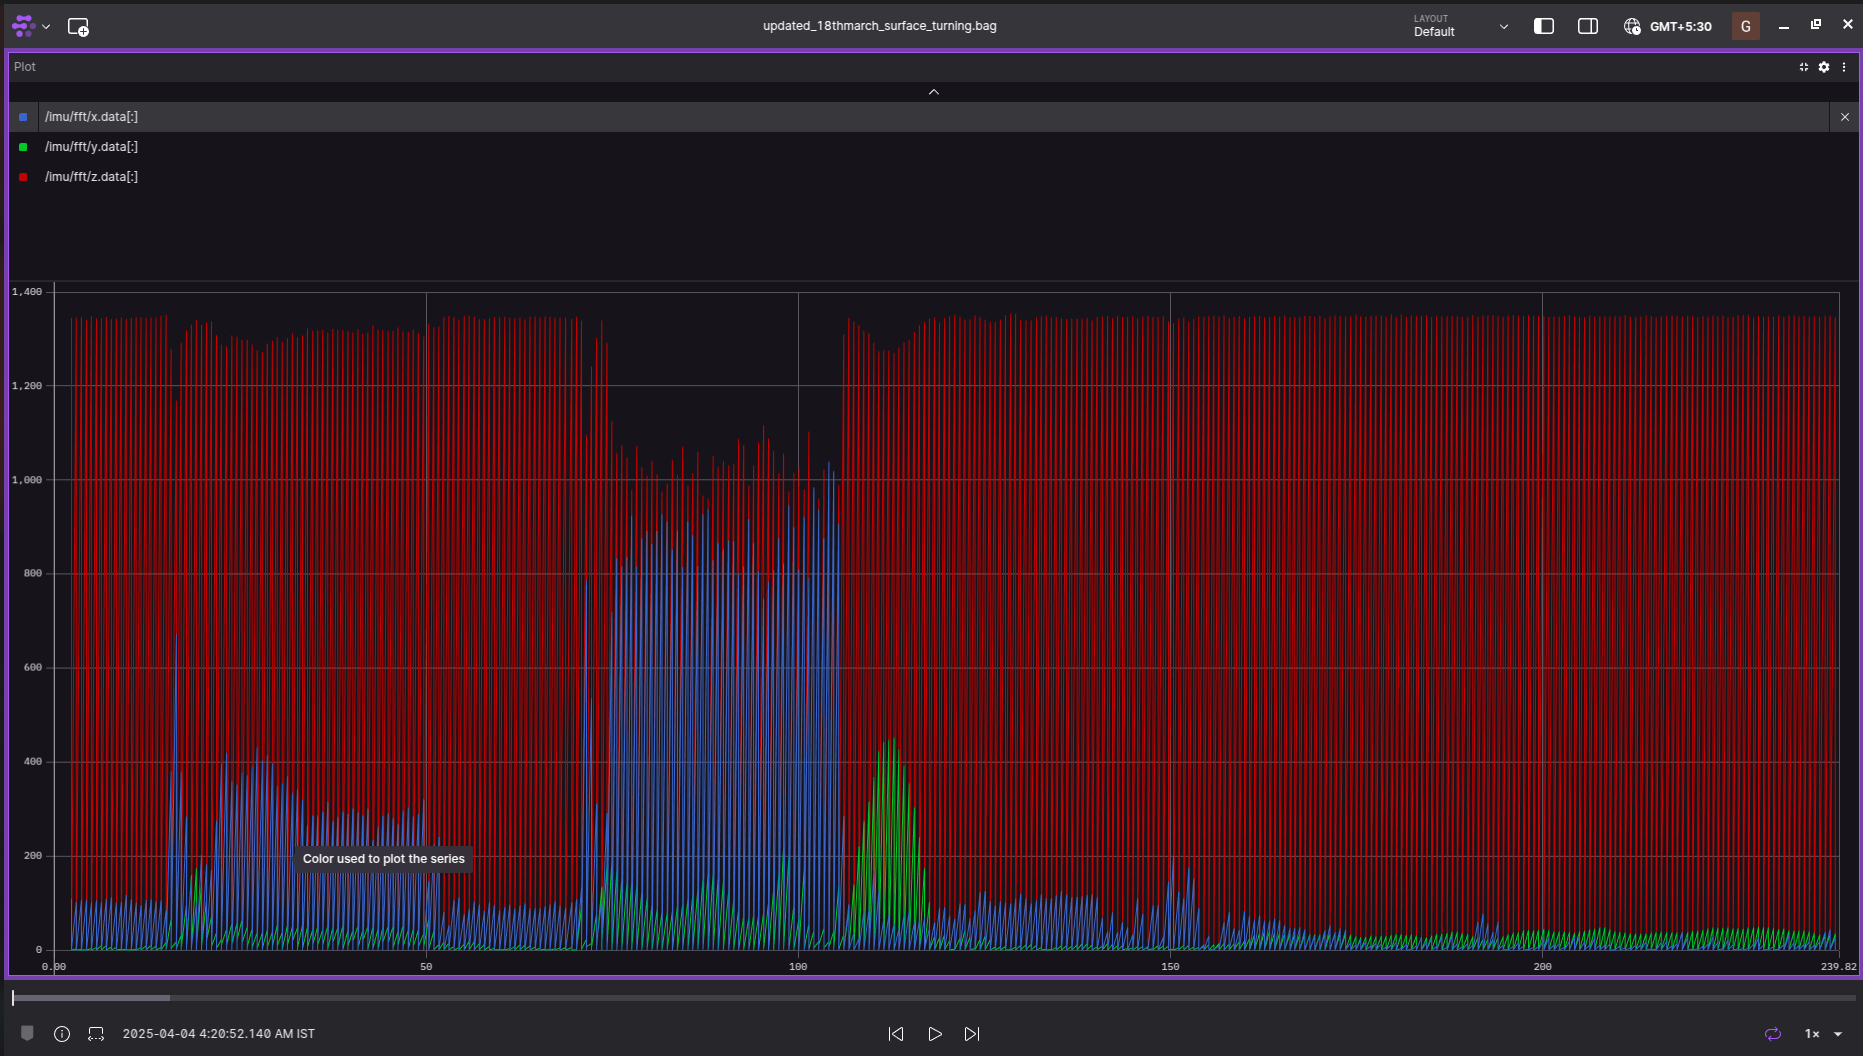 updated_18thmarch_surface_turning.bag
LAYOUT
Default
GMT+5:30
G
Plot
/imu/fft/x.data[:]
/imu/fft/y.data[:]
/imu/fft/z.data[:]
1,400
1,200
1,000
800
600
400
200
0
Color used to plot the series
0.00 50 100 150 200 239.82
2025-04-04 4:20:52.140 AM IST
1×